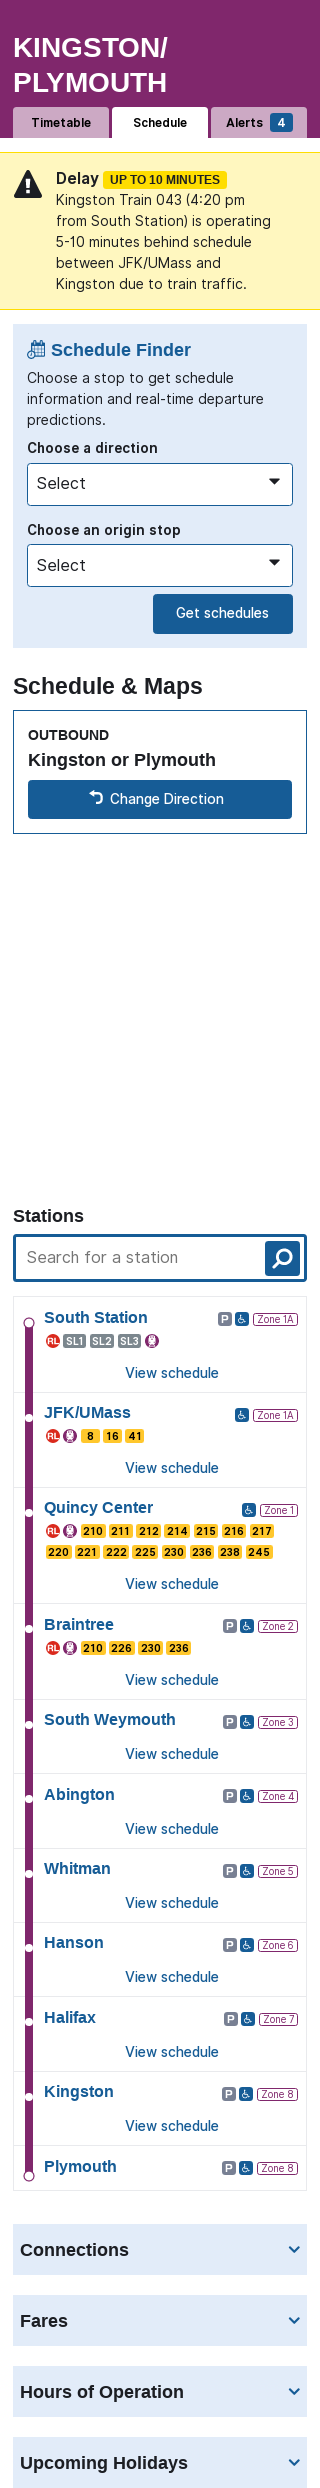 KINGSTON/
PLYMOUTH
Timetable Schedule Alerts 4
Delay UP TO 10 MINUTES
Kingston Train 043 (4:20 pm
from South Station) is operating
5-10 minutes behind schedule
between JFK/UMass and
Kingston due to train traffic.
Schedule Finder
Choose a stop to get schedule
information and real-time departure
predictions.
Choose a direction
Select
Choose an origin stop
Select
Get schedules
Schedule & Maps
OUTBOUND
Kingston or Plymouth
Change Direction
Stations
Search for a station
South Station P Zone 1A
RL SL1 SL2 SL3
View schedule
JFK/UMass Zone 1A
RL 8 16 41
View schedule
Quincy Center Zone 1
RL 210 211 212 214 215 216 217
220 221 222 225 230 236 238 245
View schedule
Braintree P Zone 2
RL 210 226 230 236
View schedule
South Weymouth P Zone 3
View schedule
Abington P Zone 4
View schedule
Whitman P Zone 5
View schedule
Hanson P Zone 6
View schedule
Halifax P Zone 7
View schedule
Kingston P Zone 8
View schedule
Plymouth P Zone 8
Connections
Fares
Hours of Operation
Upcoming Holidays